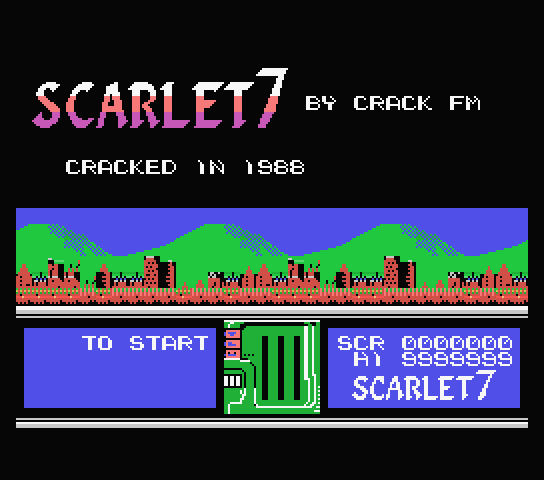 SCARLET7 BY CRACK FM
CRACKED IN 1988
TO START
SCR 0000000
HI 9999999
SCARLET7